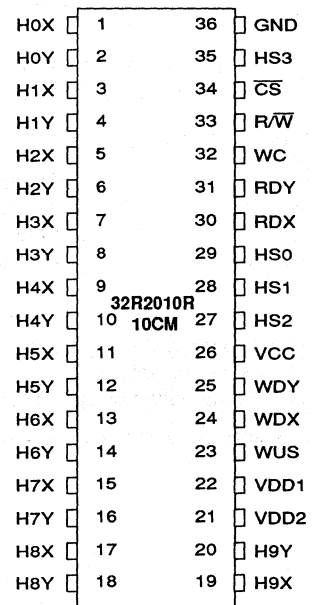 H0X 1 36 GND
H0Y 2 35 HS3
H1X 3 34 C̅S̅
H1Y 4 33 R/W̅
H2X 5 32 WC
H2Y 6 31 RDY
H3X 7 30 RDX
H3Y 8 29 HS0
H4X 9 28 HS1
32R2010R
H4Y 10 10CM 27 HS2
H5X 11 26 VCC
H5Y 12 25 WDY
H6X 13 24 WDX
H6Y 14 23 WUS
H7X 15 22 VDD1
H7Y 16 21 VDD2
H8X 17 20 H9Y
H8Y 18 19 H9X